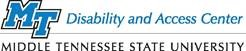 MT Disability and Access Center
MIDDLE TENNESSEE STATE UNIVERSITY